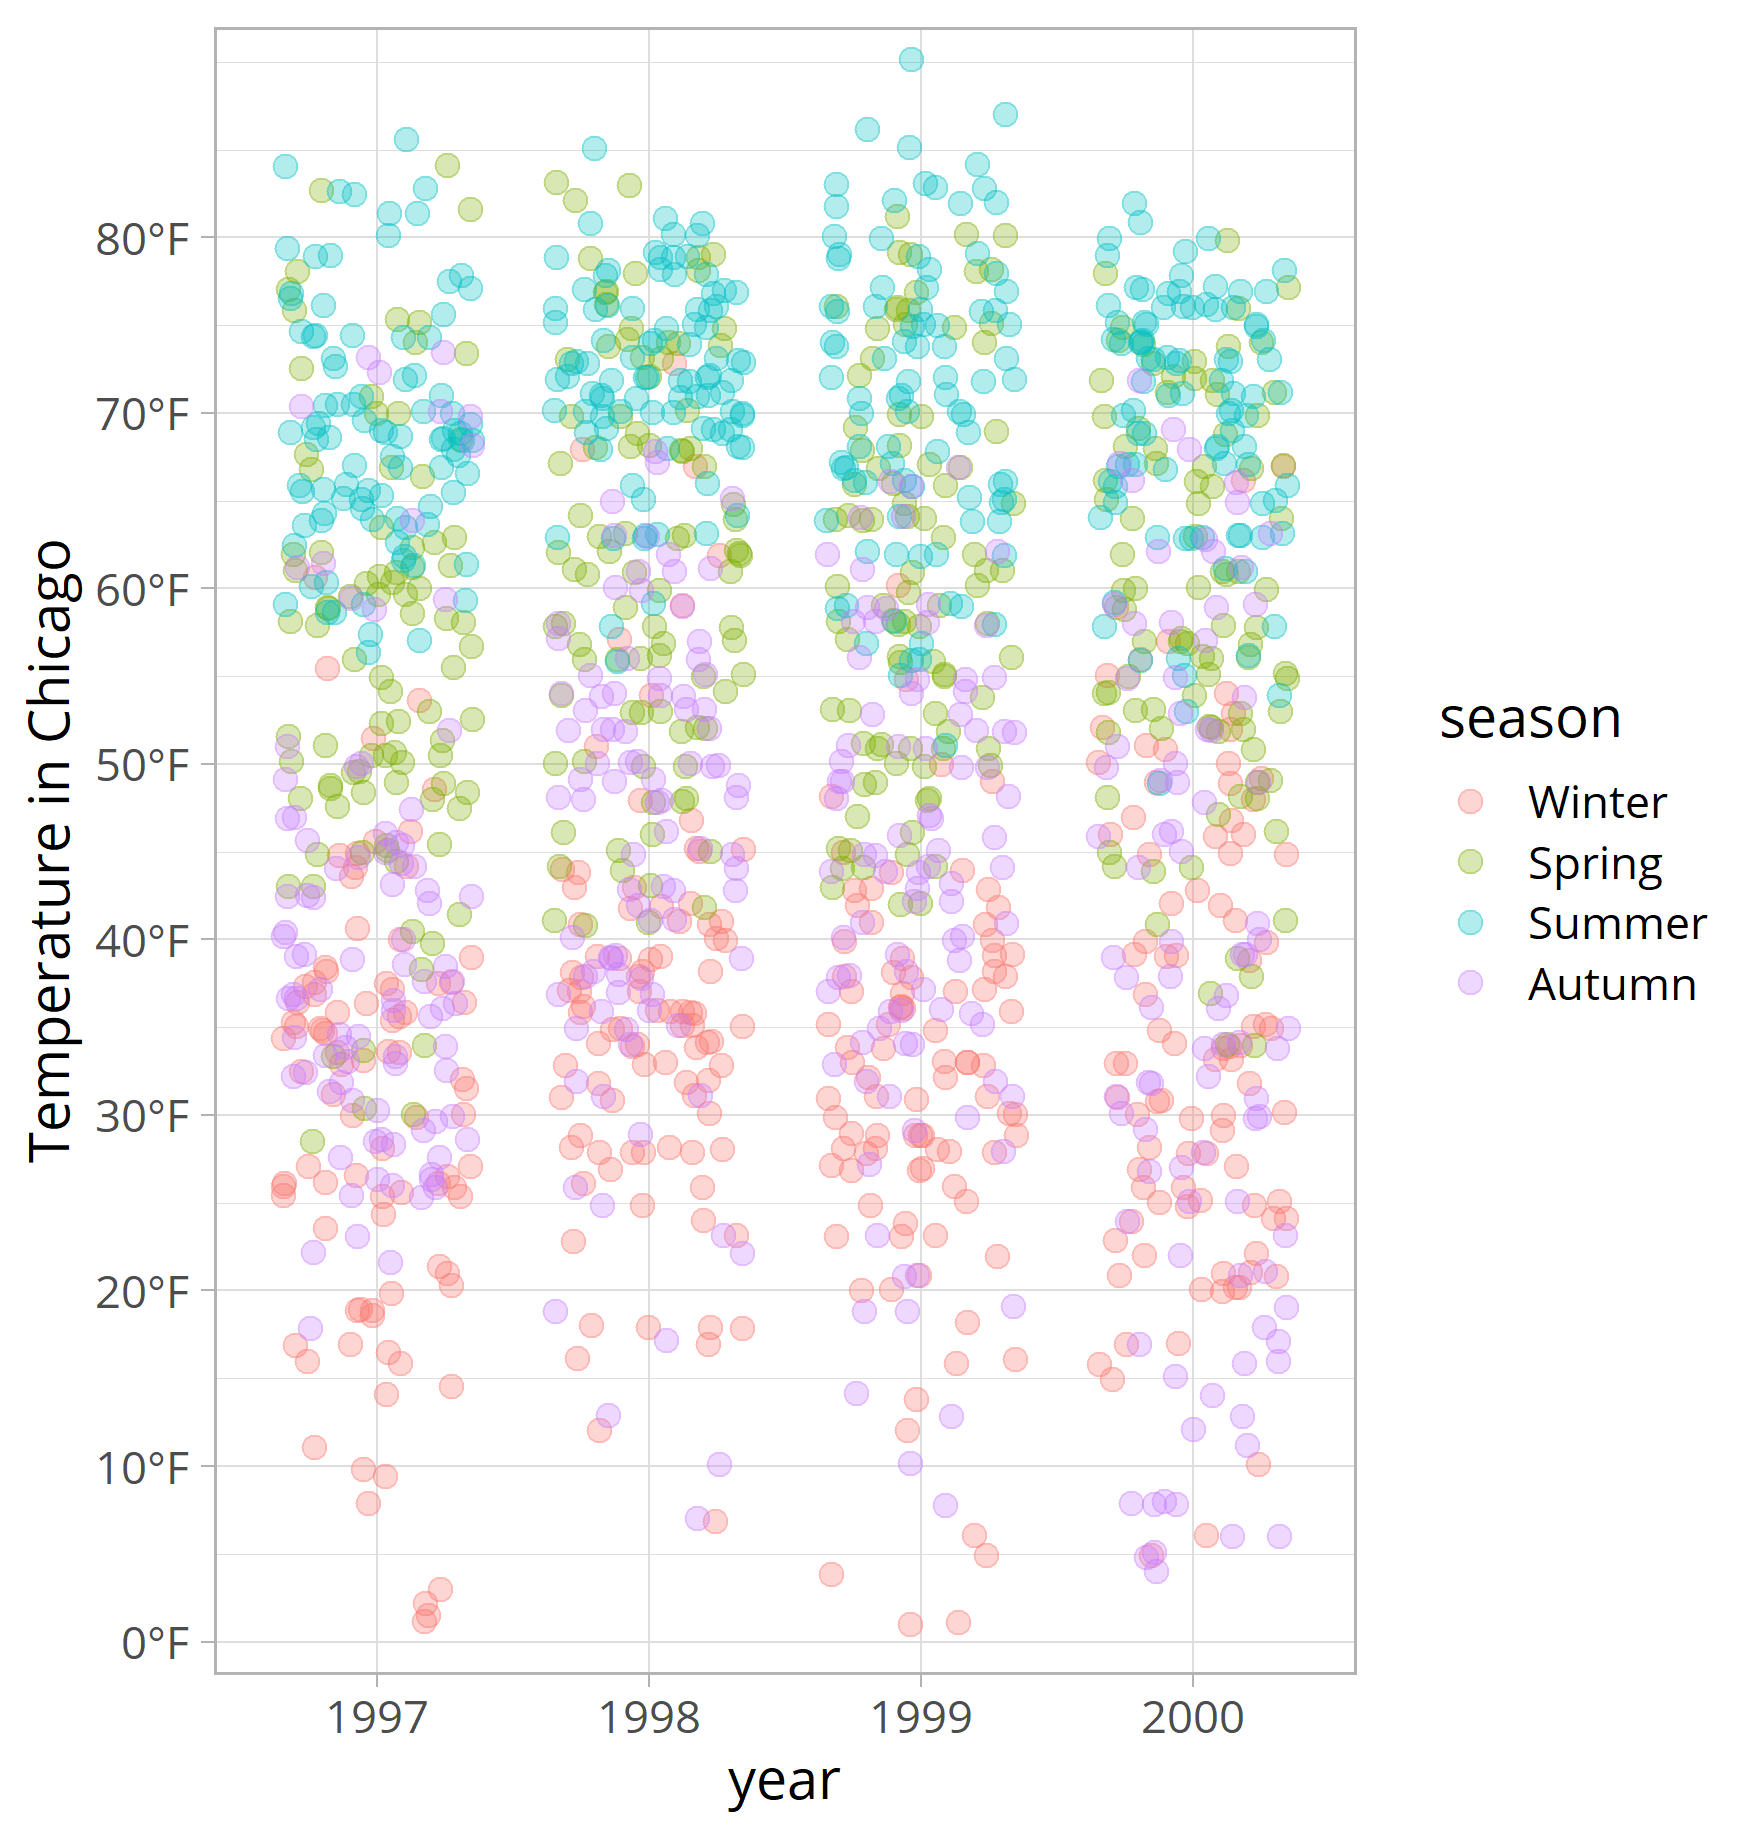 Temperature in Chicago
80°F
70°F
60°F
50°F
40°F
30°F
20°F
10°F
0°F
1997 1998 1999 2000
year
season
Winter
Spring
Summer
Autumn